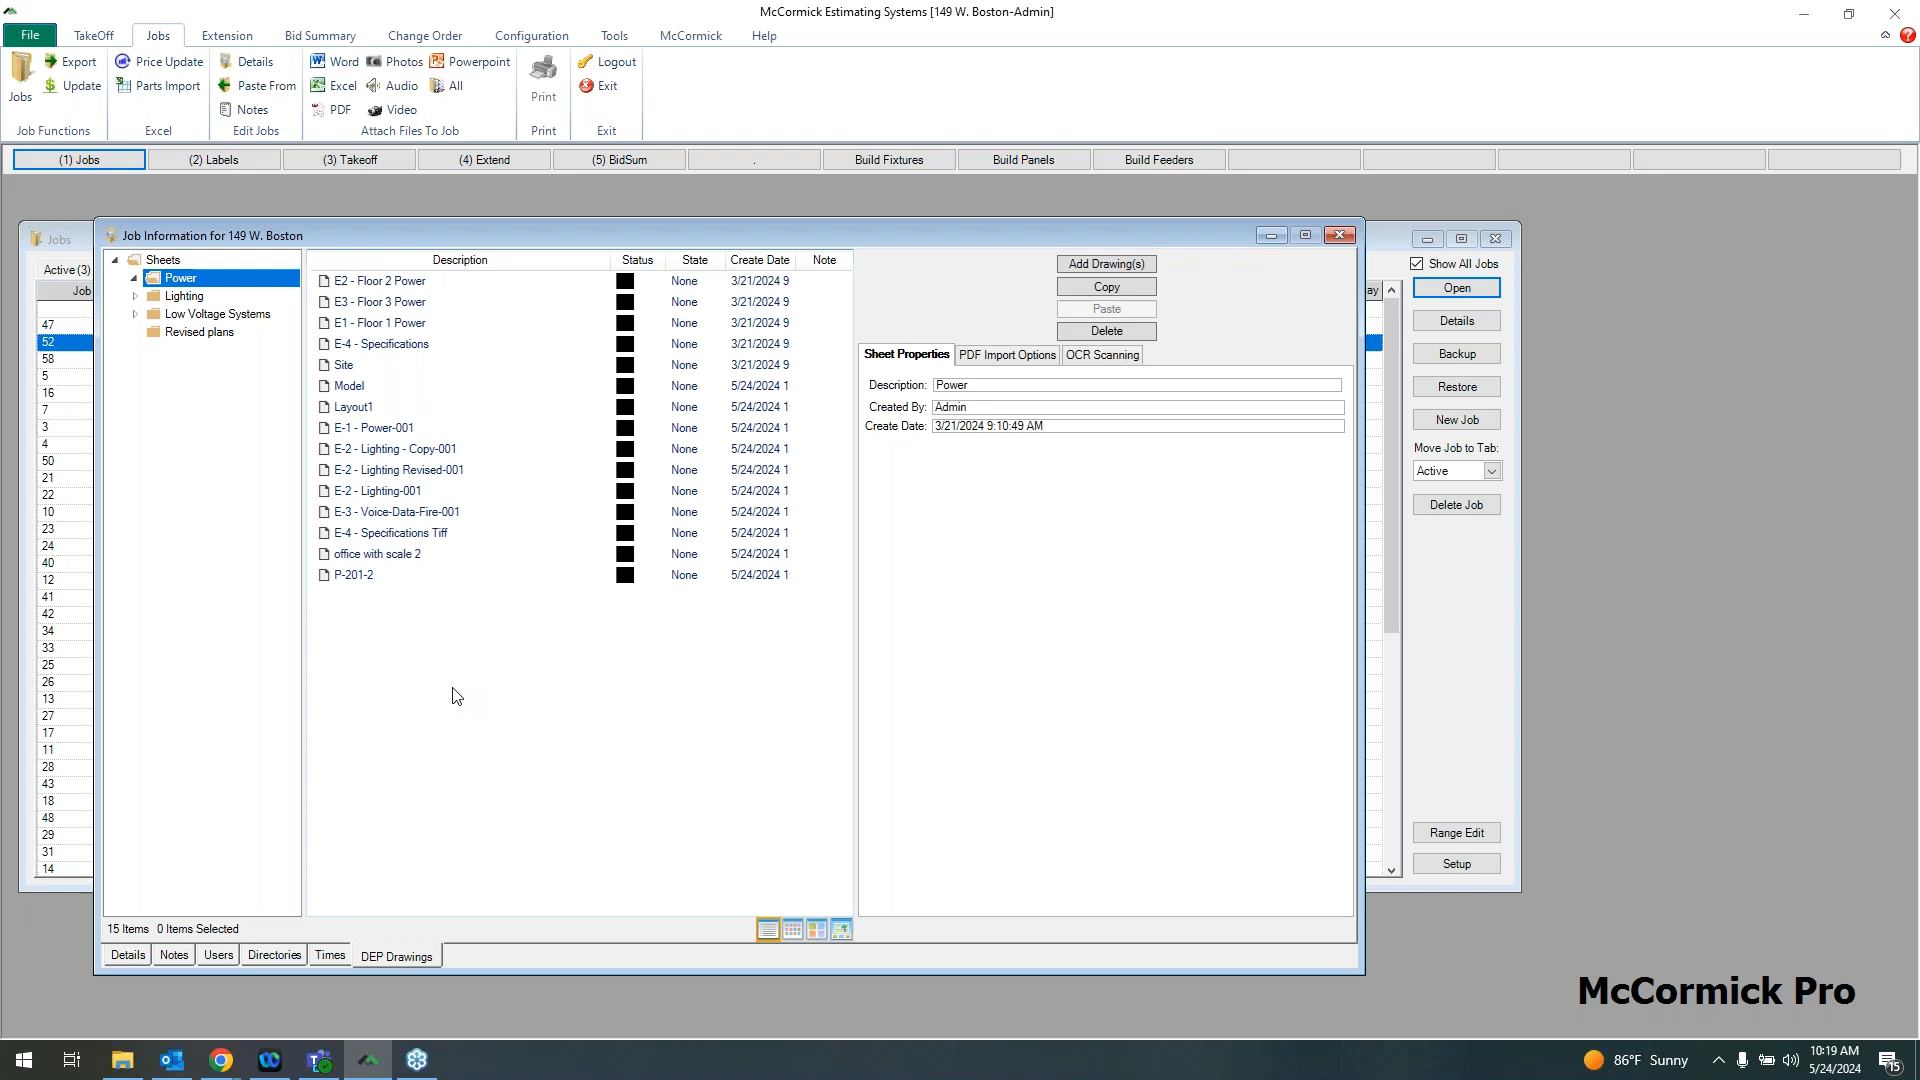 McCormick Estimating Systems [149 W. Boston-Admin]
File TakeOff Jobs Extension Bid Summary Change Order Configuration Tools McCormick Help
Jobs Export Update Job Functions
Price Update Parts Import Excel
Details Paste From Notes Edit Jobs
Word Photos Powerpoint
Excel Audio All
PDF Video
Attach Files To Job
Print Print
Logout Exit Exit
(1) Jobs (2) Labels (3) Takeoff (4) Extend (5) BidSum . Build Fixtures Build Panels Build Feeders
Jobs
Active (3)
Job
47
52
58
5
16
7
3
4
50
21
22
10
23
24
40
12
41
42
34
33
25
26
13
27
17
11
28
43
18
48
29
31
14
Job Information for 149 W. Boston
Sheets
Power
Lighting
Low Voltage Systems
Revised plans
Description Status State Create Date Note
E2 - Floor 2 Power None 3/21/2024 9
E3 - Floor 3 Power None 3/21/2024 9
E1 - Floor 1 Power None 3/21/2024 9
E-4 - Specifications None 3/21/2024 9
Site None 3/21/2024 9
Model None 5/24/2024 1
Layout1 None 5/24/2024 1
E-1 - Power-001 None 5/24/2024 1
E-2 - Lighting - Copy-001 None 5/24/2024 1
E-2 - Lighting Revised-001 None 5/24/2024 1
E-2 - Lighting-001 None 5/24/2024 1
E-3 - Voice-Data-Fire-001 None 5/24/2024 1
E-4 - Specifications Tiff None 5/24/2024 1
office with scale 2 None 5/24/2024 1
P-201-2 None 5/24/2024 1
Add Drawing(s)
Copy
Paste
Delete
Sheet Properties PDF Import Options OCR Scanning
Description: Power
Created By: Admin
Create Date: 3/21/2024 9:10:49 AM
15 Items 0 Items Selected
Details Notes Users Directories Times DEP Drawings
ay
Show All Jobs
Open
Details
Backup
Restore
New Job
Move Job to Tab:
Active
Delete Job
Range Edit
Setup
McCormick Pro
86°F Sunny
10:19 AM
5/24/2024
15